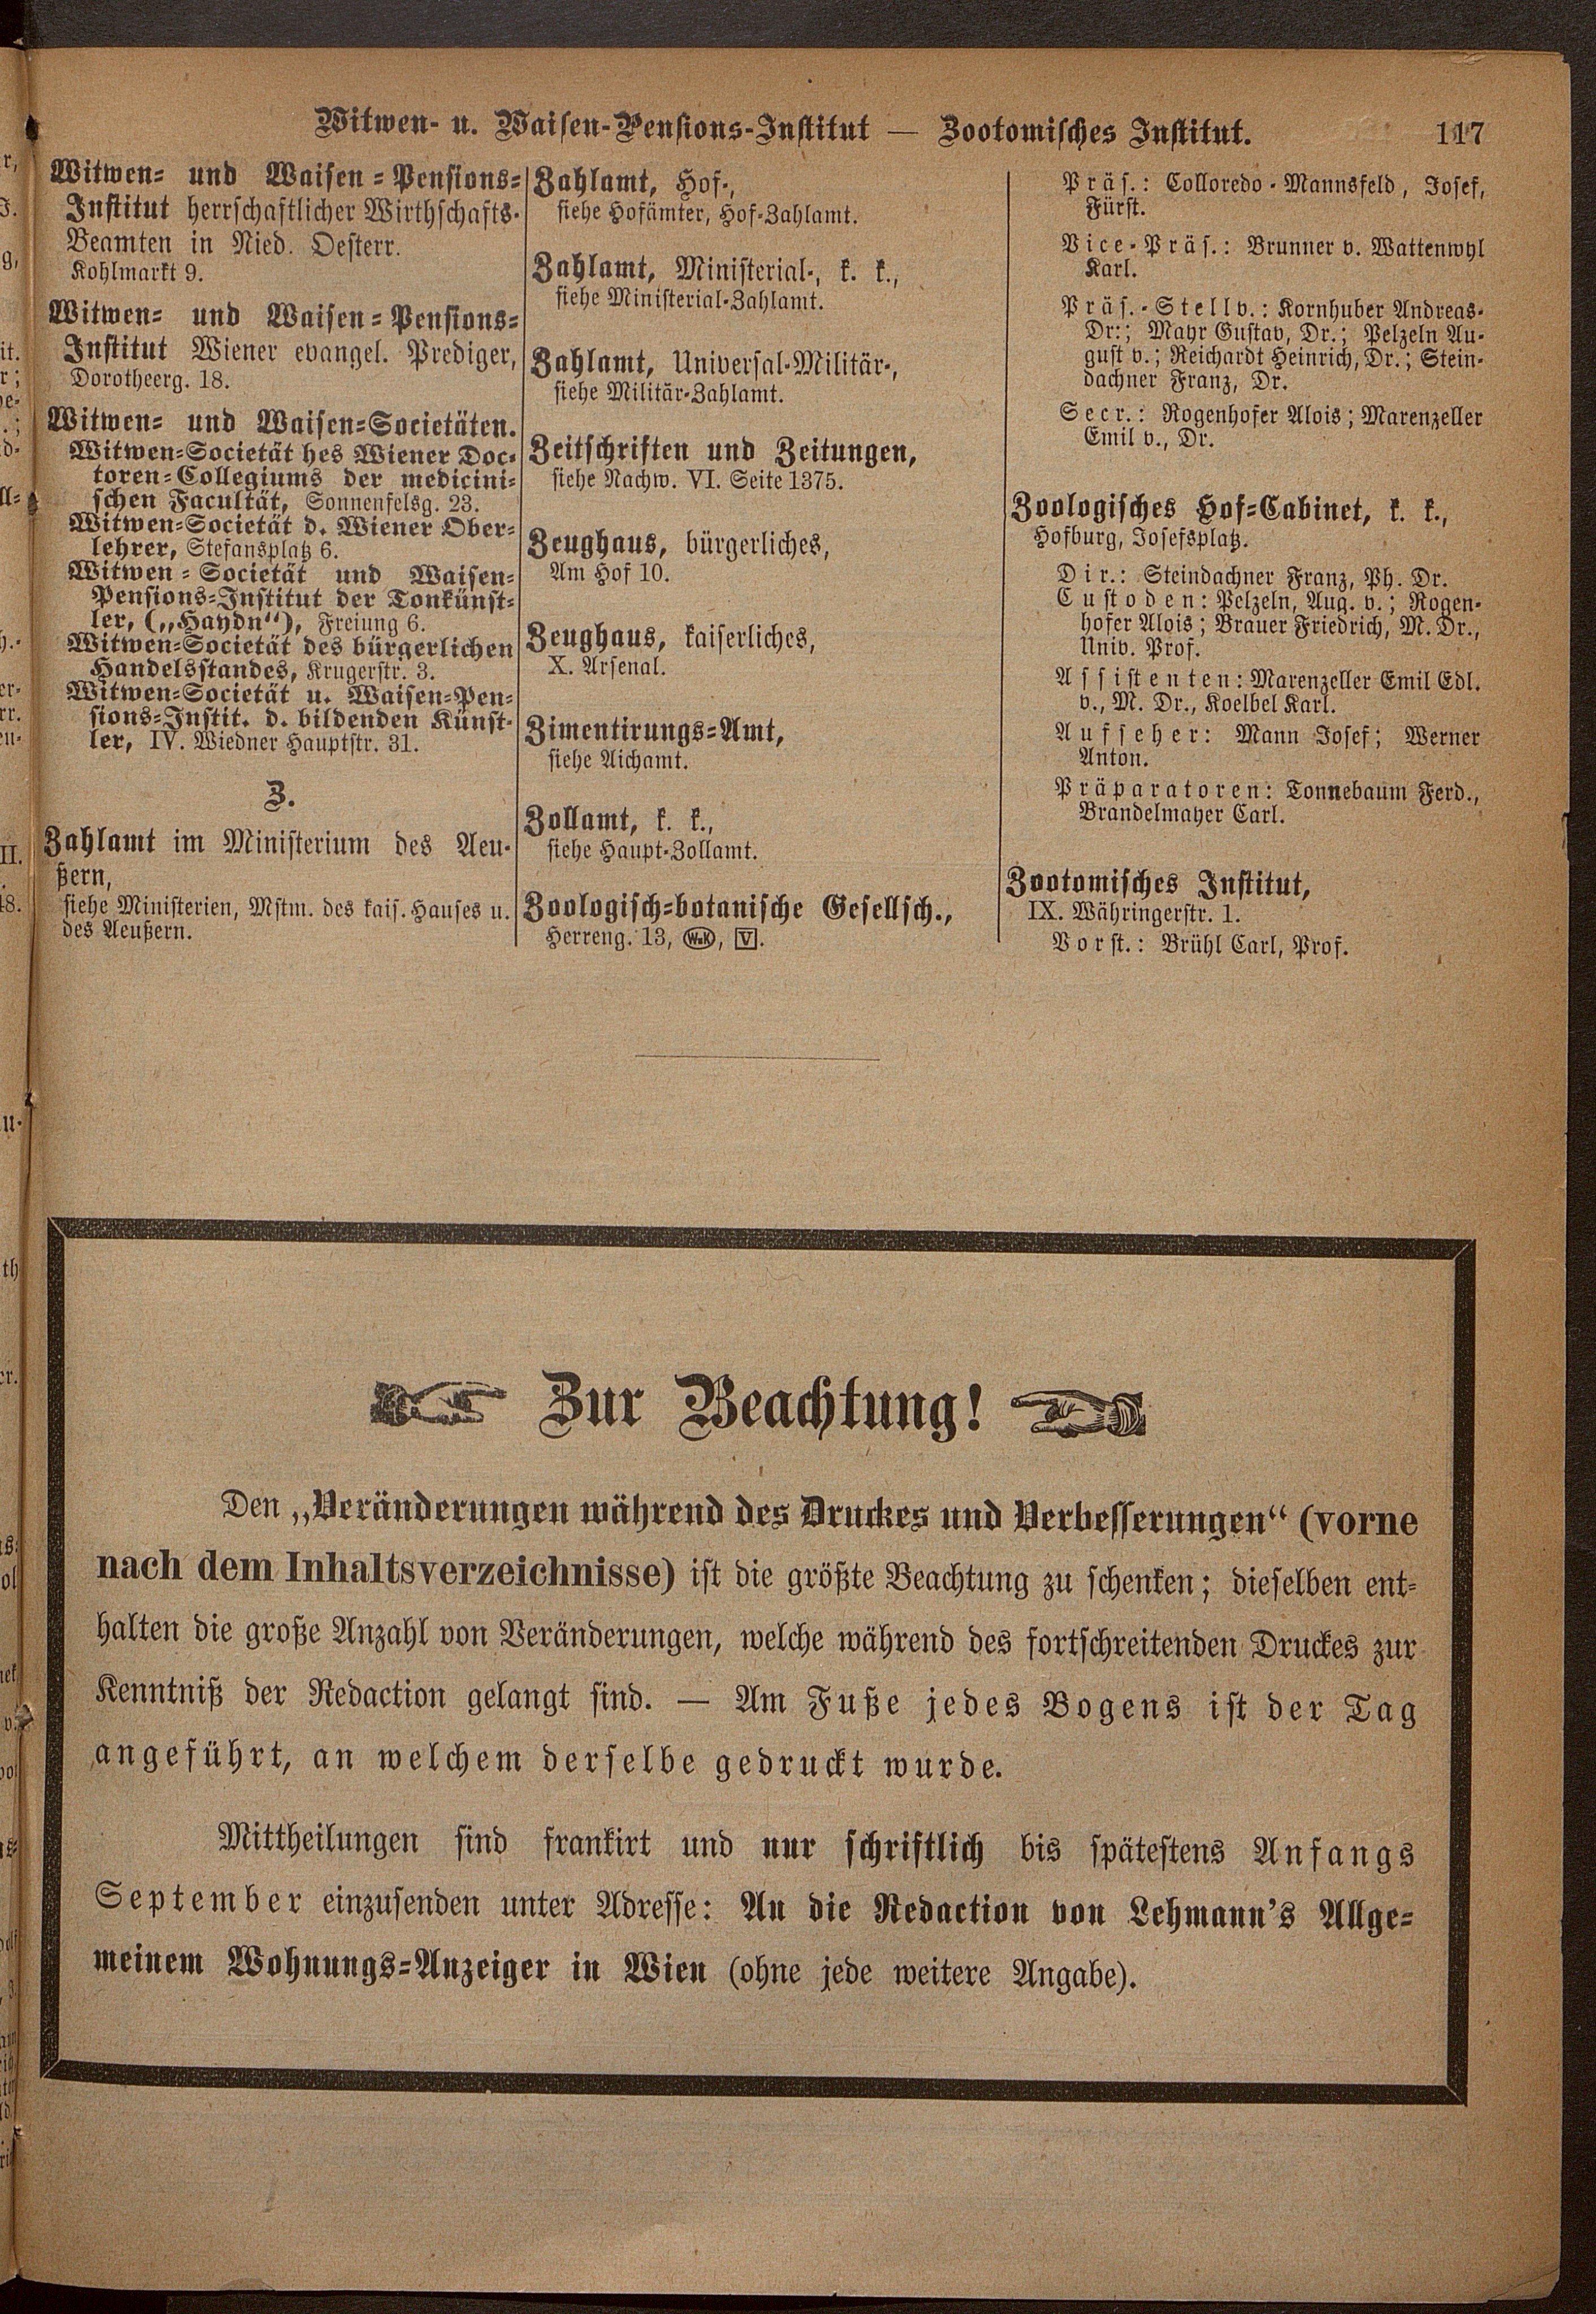 Witwen- u. Waisen-Pensions-Institut — Zootomisches Institut. 117
Witwen- und Waisen-Pensions-
Institut herrschaftlicher Wirthschafts-
Beamten in Nied. Oesterr.
Kohlmarkt 9.
Witwen- und Waisen-Pensions-
Institut Wiener evangel. Prediger,
Dorotheerg. 18.
Witwen- und Waisen-Societäten.
Witwen-Societät hes Wiener Doc-
toren-Collegiums der medicini-
schen Facultät, Sonnenfelsg. 23.
Witwen-Societät d. Wiener Ober-
lehrer, Stefansplatz 6.
Witwen-Societät und Waisen-
Pensions-Institut der Tonkünst-
ler, („Haydn“), Freiung 6.
Witwen-Societät des bürgerlichen
Handelsstandes, Krugerstr. 3.
Witwen-Societät u. Waisen-Pen-
sions-Instit. d. bildenden Künst-
ler, IV. Wiedner Hauptstr. 31.
Z.
Zahlamt im Ministerium des Aeu-
ßern,
siehe Ministerien, Mstm. des kais. Hauses u.
des Aeußern.
Zahlamt, Hof-,
siehe Hofämter, Hof-Zahlamt.
Zahlamt, Ministerial-, k. k.,
siehe Ministerial-Zahlamt.
Zahlamt, Universal-Militär-,
siehe Militär-Zahlamt.
Zeitschriften und Zeitungen,
siehe Nachw. VI. Seite 1375.
Zeughaus, bürgerliches,
Am Hof 10.
Zeughaus, kaiserliches,
X. Arsenal.
Zimentirungs-Amt,
siehe Aichamt.
Zollamt, k. k.,
siehe Haupt-Zollamt.
Zoologisch-botanische Gesellsch.,
Herreng. 13, WuK, V.
Präs.: Colloredo-Mannsfeld, Josef,
Fürst.
Vice-Präs.: Brunner v. Wattenwyl
Karl.
Präs.-Stellv.: Kornhuber Andreas-
Dr:; Mayr Gustav, Dr.; Pelzeln Au-
gust v.; Reichardt Heinrich, Dr.; Stein-
dachner Franz, Dr.
Secr.: Rogenhofer Alois; Marenzeller
Emil v., Dr.
Zoologisches Hof-Cabinet, k. k.,
Hofburg, Josefsplatz.
Dir.: Steindachner Franz, Ph. Dr.
Custoden: Pelzeln, Aug. v.; Rogen-
hofer Alois; Brauer Friedrich, M. Dr.,
Univ. Prof.
Assistenten: Marenzeller Emil Edl.
v., M. Dr., Koelbel Karl.
Aufseher: Mann Josef; Werner
Anton.
Präparatoren: Tonnebaum Ferd.,
Brandelmayer Carl.
Zootomisches Institut,
IX. Währingerstr. 1.
Vorst.: Brühl Carl, Prof.
Zur Beachtung!
Den „Veränderungen während des Druckes und Verbesserungen“ (vorne
nach dem Inhaltsverzeichnisse) ist die größte Beachtung zu schenken; dieselben ent-
halten die große Anzahl von Veränderungen, welche während des fortschreitenden Druckes zur
Kenntniß der Redaction gelangt sind. — Am Fuße jedes Bogens ist der Tag
angeführt, an welchem derselbe gedruckt wurde.
Mittheilungen sind frankirt und nur schriftlich bis spätestens Anfangs
September einzusenden unter Adresse: An die Redaction von Lehmann's Allge-
meinem Wohnungs-Anzeiger in Wien (ohne jede weitere Angabe).